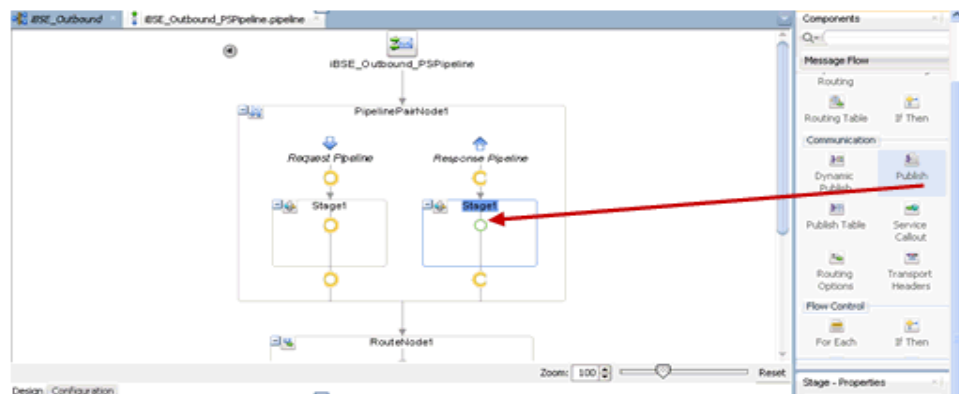 iBSE_Outbound
iBSE_Outbound_PSPipeline.pipeline
iBSE_Outbound_PSPipeline
PipelinePairNode1
Request Pipeline
Response Pipeline
Stage1
Stage1
RouteNode1
Zoom: 100
Reset
Design Configuration
Components
Message Flow
Routing
Routing Table
If Then
Communication
Dynamic
Publish
Publish
Publish Table
Service
Callout
Routing
Options
Transport
Headers
Flow Control
For Each
If Then
Stage - Properties